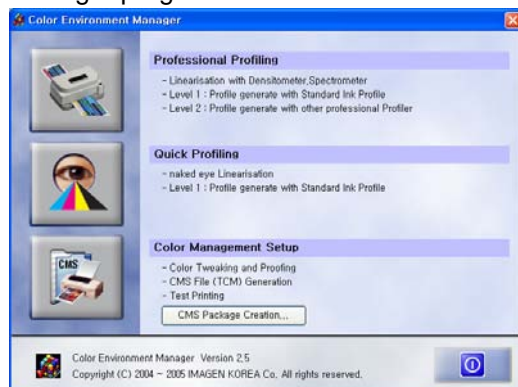 Color Environment Manager
Professional Profiling
- Linearisation with Densitometer,Spectrometer
- Level 1 : Profile generate with Standard Ink Profile
- Level 2 : Profile generate with other professional Profiler
Quick Profiling
- naked eye Linearisation
- Level 1 : Profile generate with Standard Ink Profile
CMS
Color Management Setup
- Color Tweaking and Proofing
- CMS File (TCM) Generation
- Test Printing
CMS Package Creation...
Color Environment Manager Version 2,5
Copyright (C) 2004 ~ 2005 IMAGEN KOREA Co, All rights reserved.